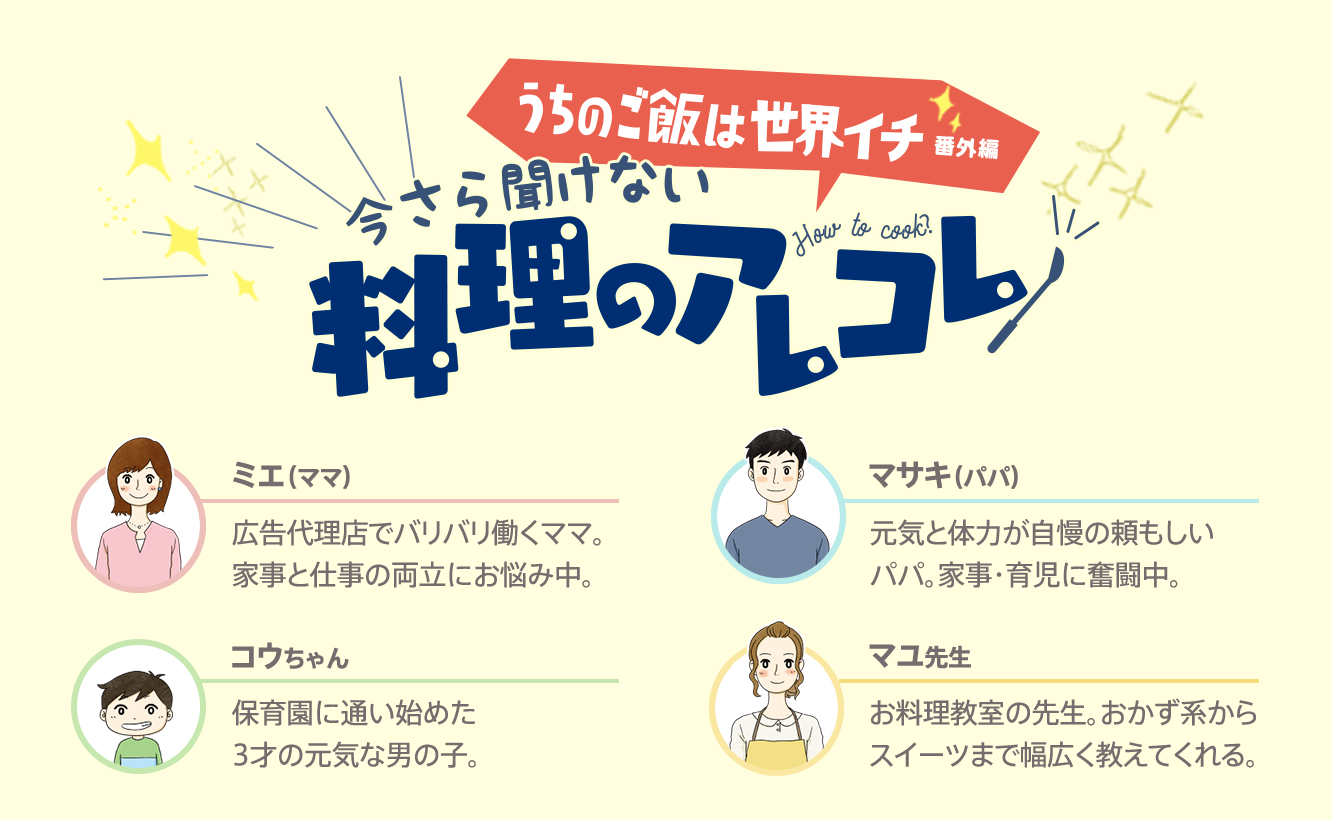 うちのご飯は世界イチ 番外編
今さら聞けない
How to cook?
料理のアレコレ
ミエ(ママ)
広告代理店でバリバリ働くママ。
家事と仕事の両立にお悩み中。
マサキ(パパ)
元気と体力が自慢の頼もしい
パパ。家事・育児に奮闘中。
コウちゃん
保育園に通い始めた
3才の元気な男の子。
マユ先生
お料理教室の先生。おかず系から
スイーツまで幅広く教えてくれる。